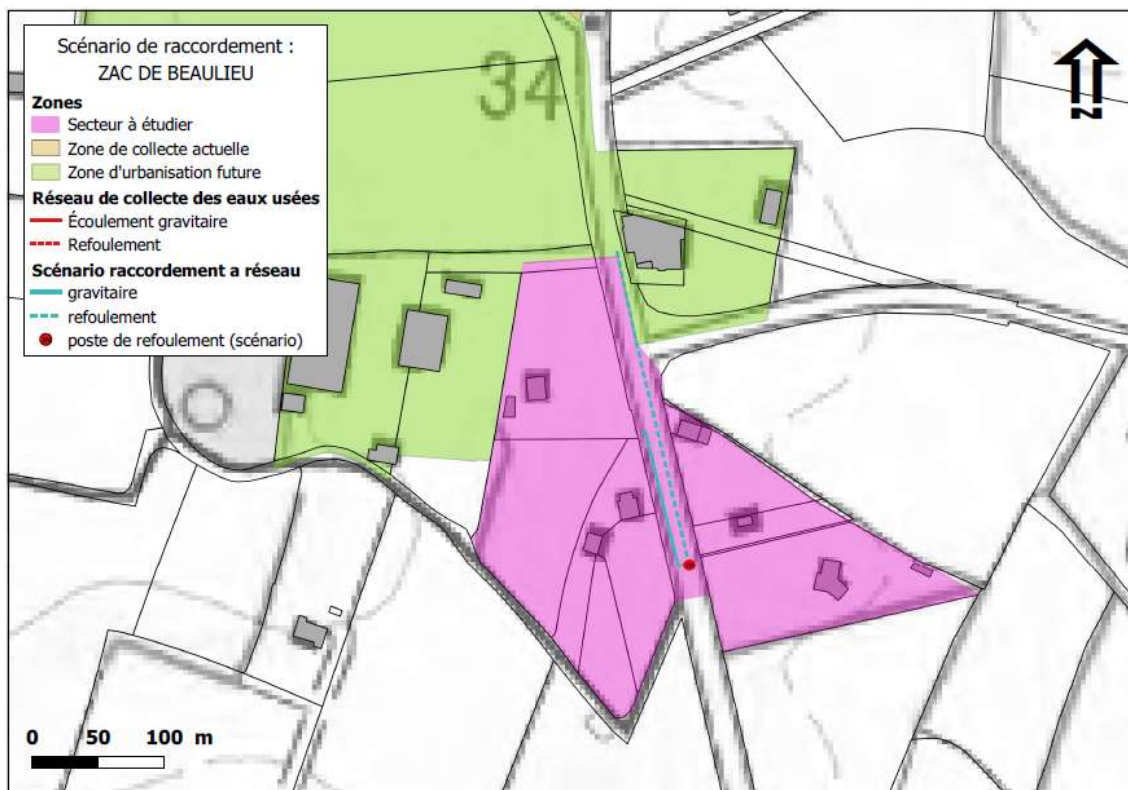 Scénario de raccordement :
ZAC DE BEAULIEU
Zones
Secteur à étudier
Zone de collecte actuelle
Zone d'urbanisation future
Réseau de collecte des eaux usées
Écoulement gravitaire
Refoulement
Scénario raccordement a réseau
gravitaire
refoulement
poste de refoulement (scénario)
34
N
0 50 100 m